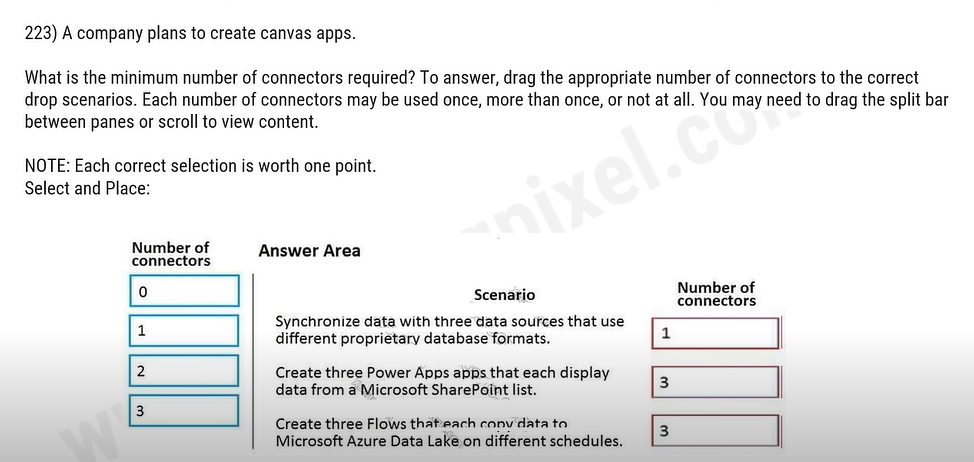 223) A company plans to create canvas apps.
What is the minimum number of connectors required? To answer, drag the appropriate number of connectors to the correct
drop scenarios. Each number of connectors may be used once, more than once, or not at all. You may need to drag the split bar
between panes or scroll to view content.
NOTE: Each correct selection is worth one point.
Select and Place:
Number of
connectors
0
1
2
3
Answer Area
Scenario
Number of
connectors
Synchronize data with three data sources that use
different proprietary database formats.
1
Create three Power Apps apps that each display
data from a Microsoft SharePoint list.
3
Create three Flows that each copy data to
Microsoft Azure Data Lake on different schedules.
3